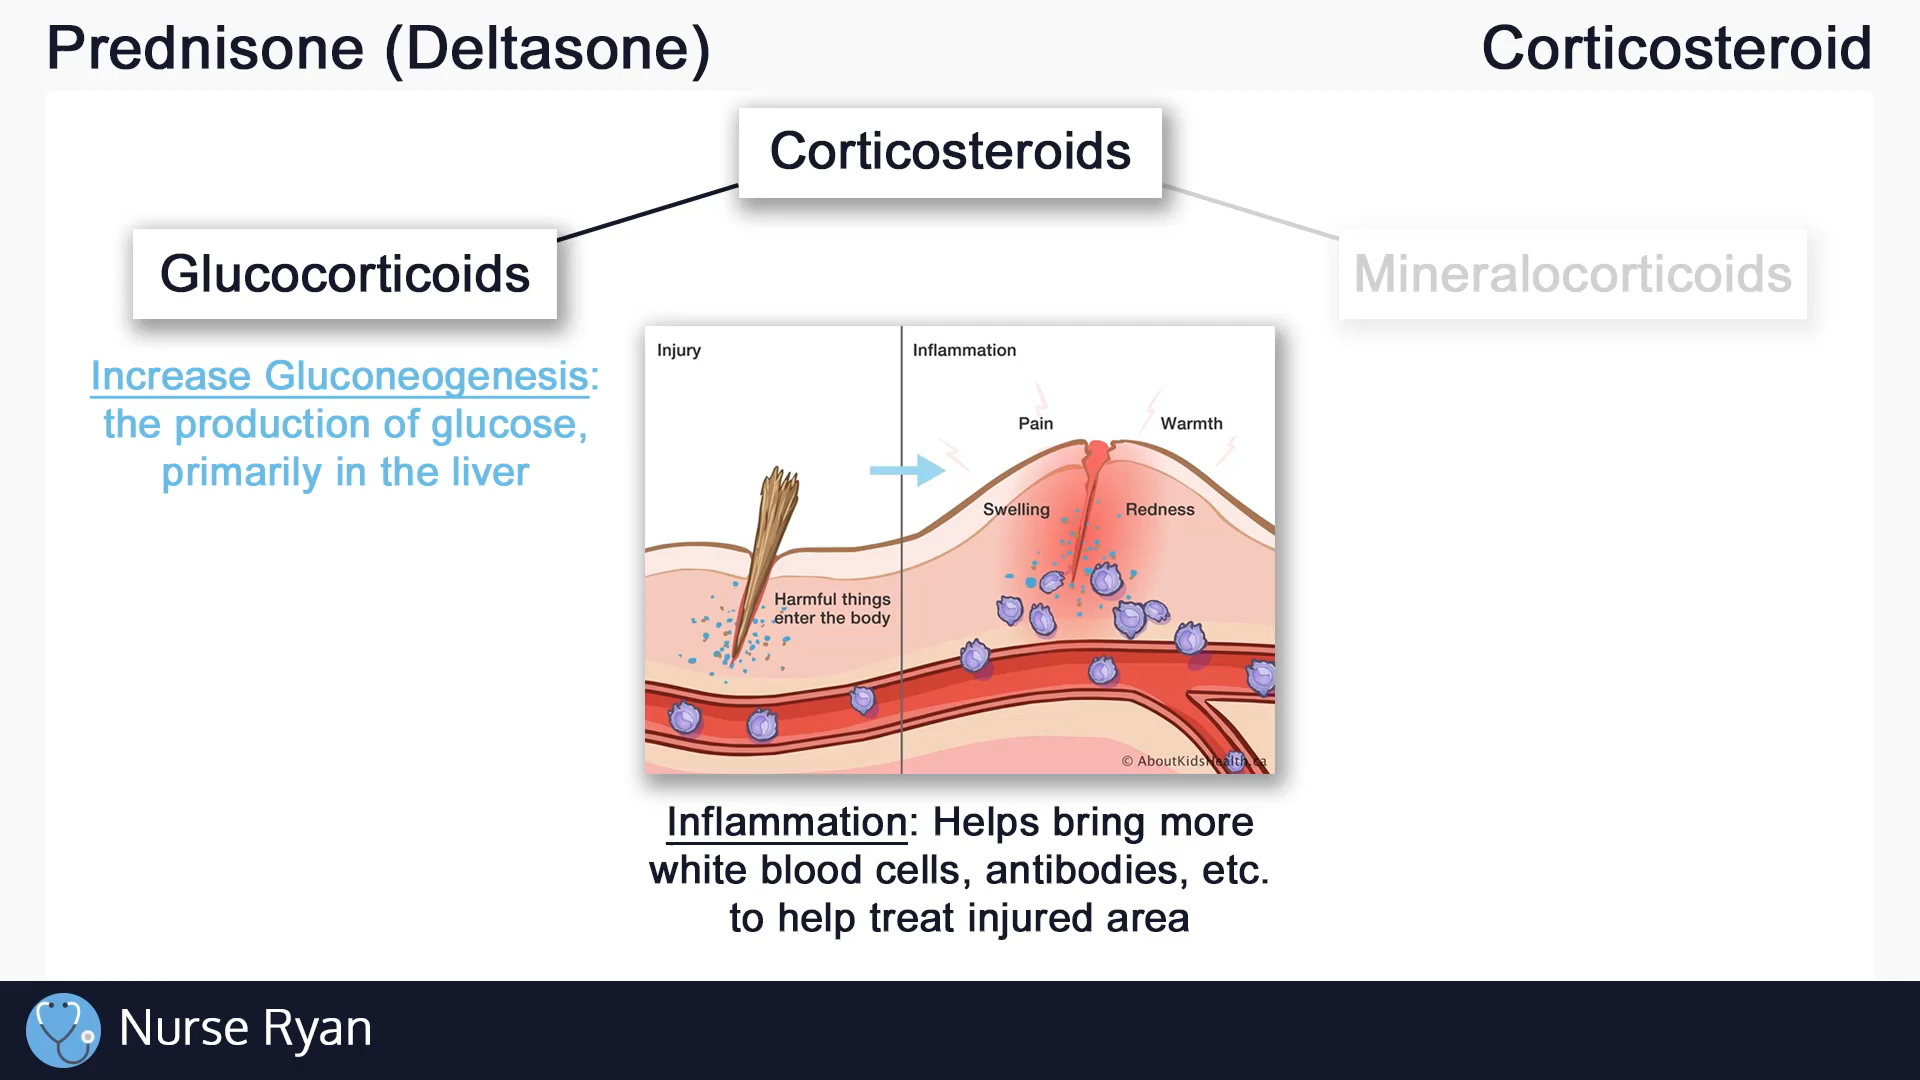 Prednisone (Deltasone)
Corticosteroid
Corticosteroids
Glucocorticoids
Mineralocorticoids
Increase Gluconeogenesis:
the production of glucose,
primarily in the liver
Injury
Inflammation
Pain
Warmth
Swelling
Redness
Harmful things
enter the body
© AboutKidsHealth.ca
Inflammation: Helps bring more
white blood cells, antibodies, etc.
to help treat injured area
Nurse Ryan